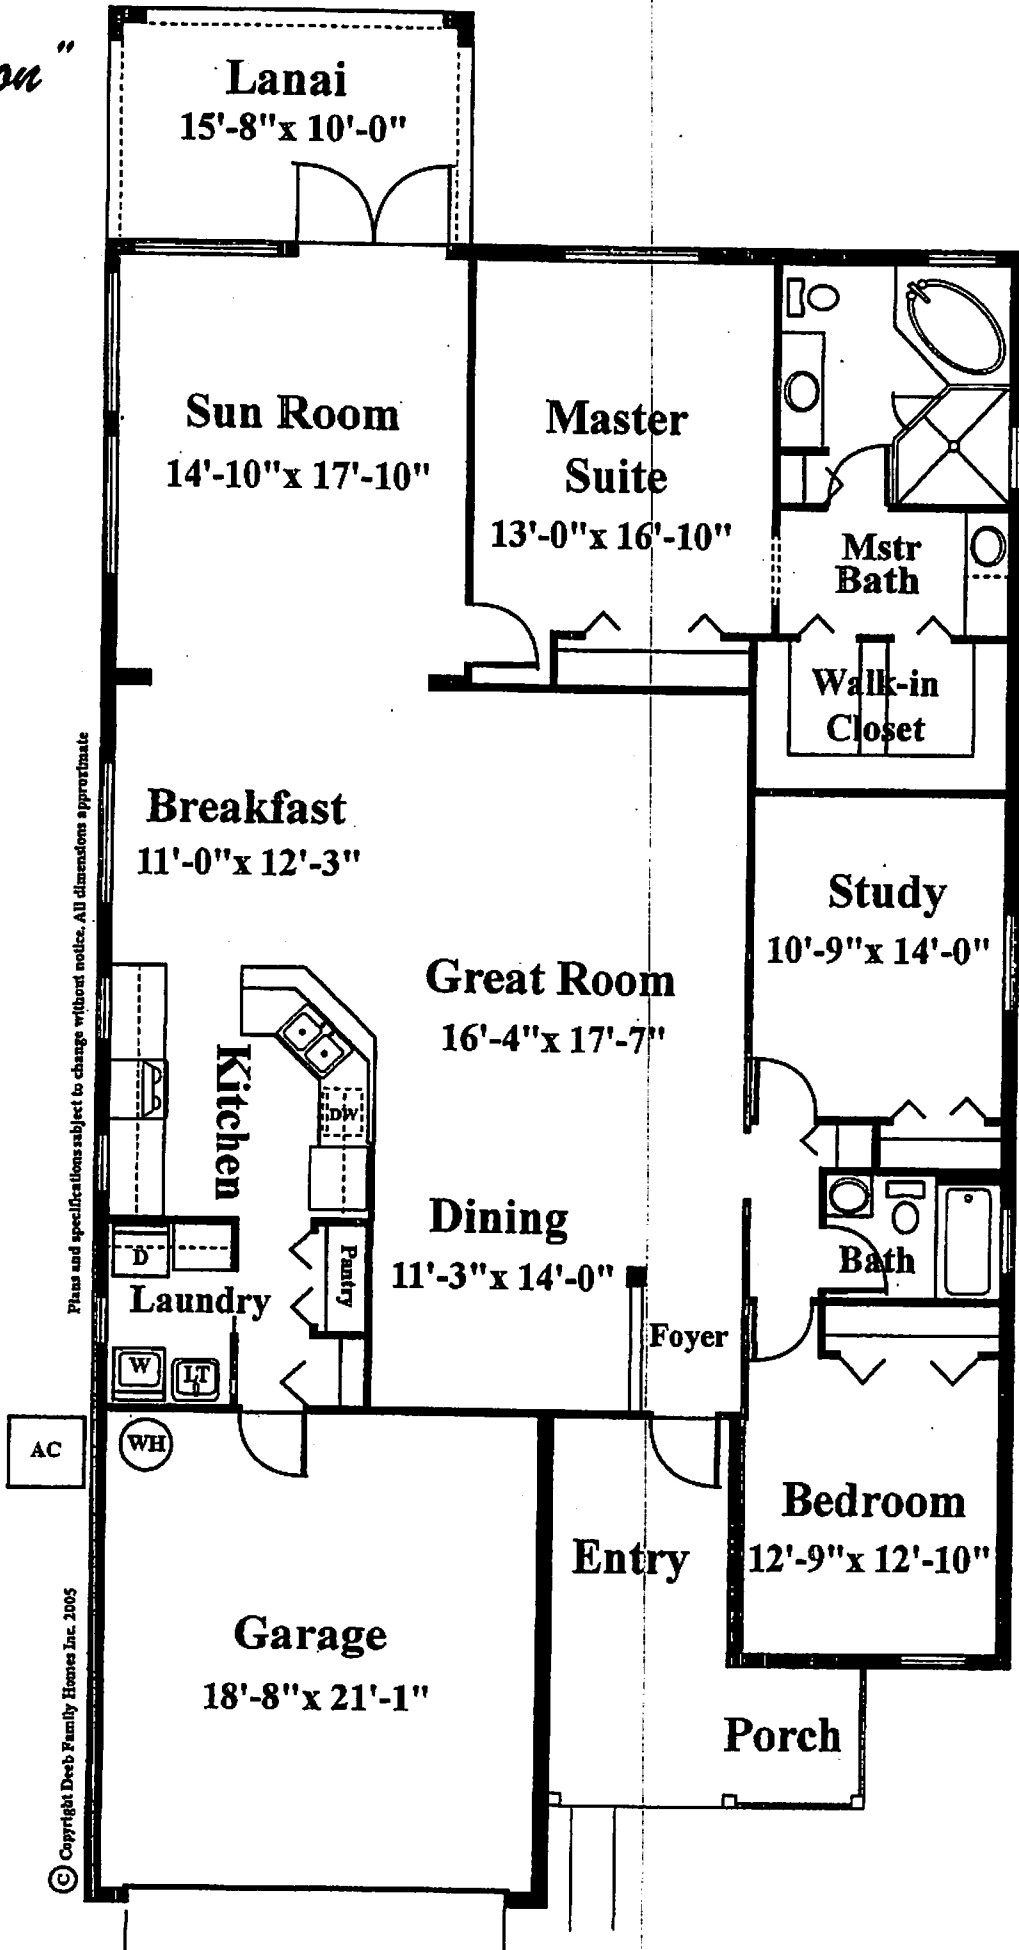 on"
Lanai
15'-8"x 10'-0"
Sun Room
14'-10"x 17'-10"
Master
Suite
13'-0"x 16'-10"
Mstr
Bath
Walk-in
Closet
Breakfast
11'-0"x 12'-3"
Study
10'-9"x 14'-0"
Great Room
16'-4"x 17'-7"
Kitchen
DW
Dining
11'-3"x 14'-0"
Pantry
D
Laundry
W
LT
Foyer
Bath
AC
WH
Bedroom
12'-9"x 12'-10"
Entry
Garage
18'-8"x 21'-1"
Porch
Plans and specifications subject to change without notice. All dimensions approximate
© Copyright Deeb Family Homes Inc. 2005